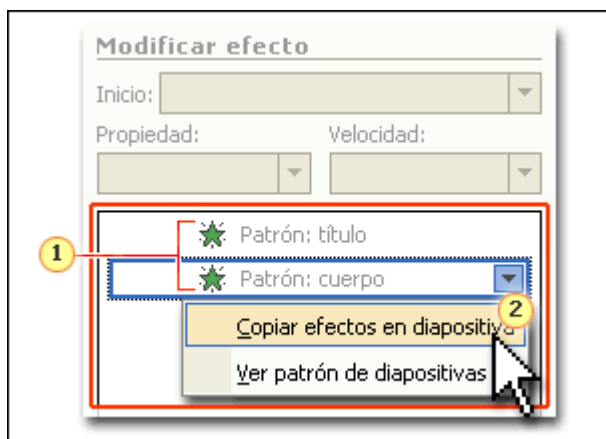 Modificar efecto
Inicio:
Propiedad: Velocidad:
1
Patrón: título
Patrón: cuerpo
2
Copiar efectos en diapositiva
Ver patrón de diapositivas